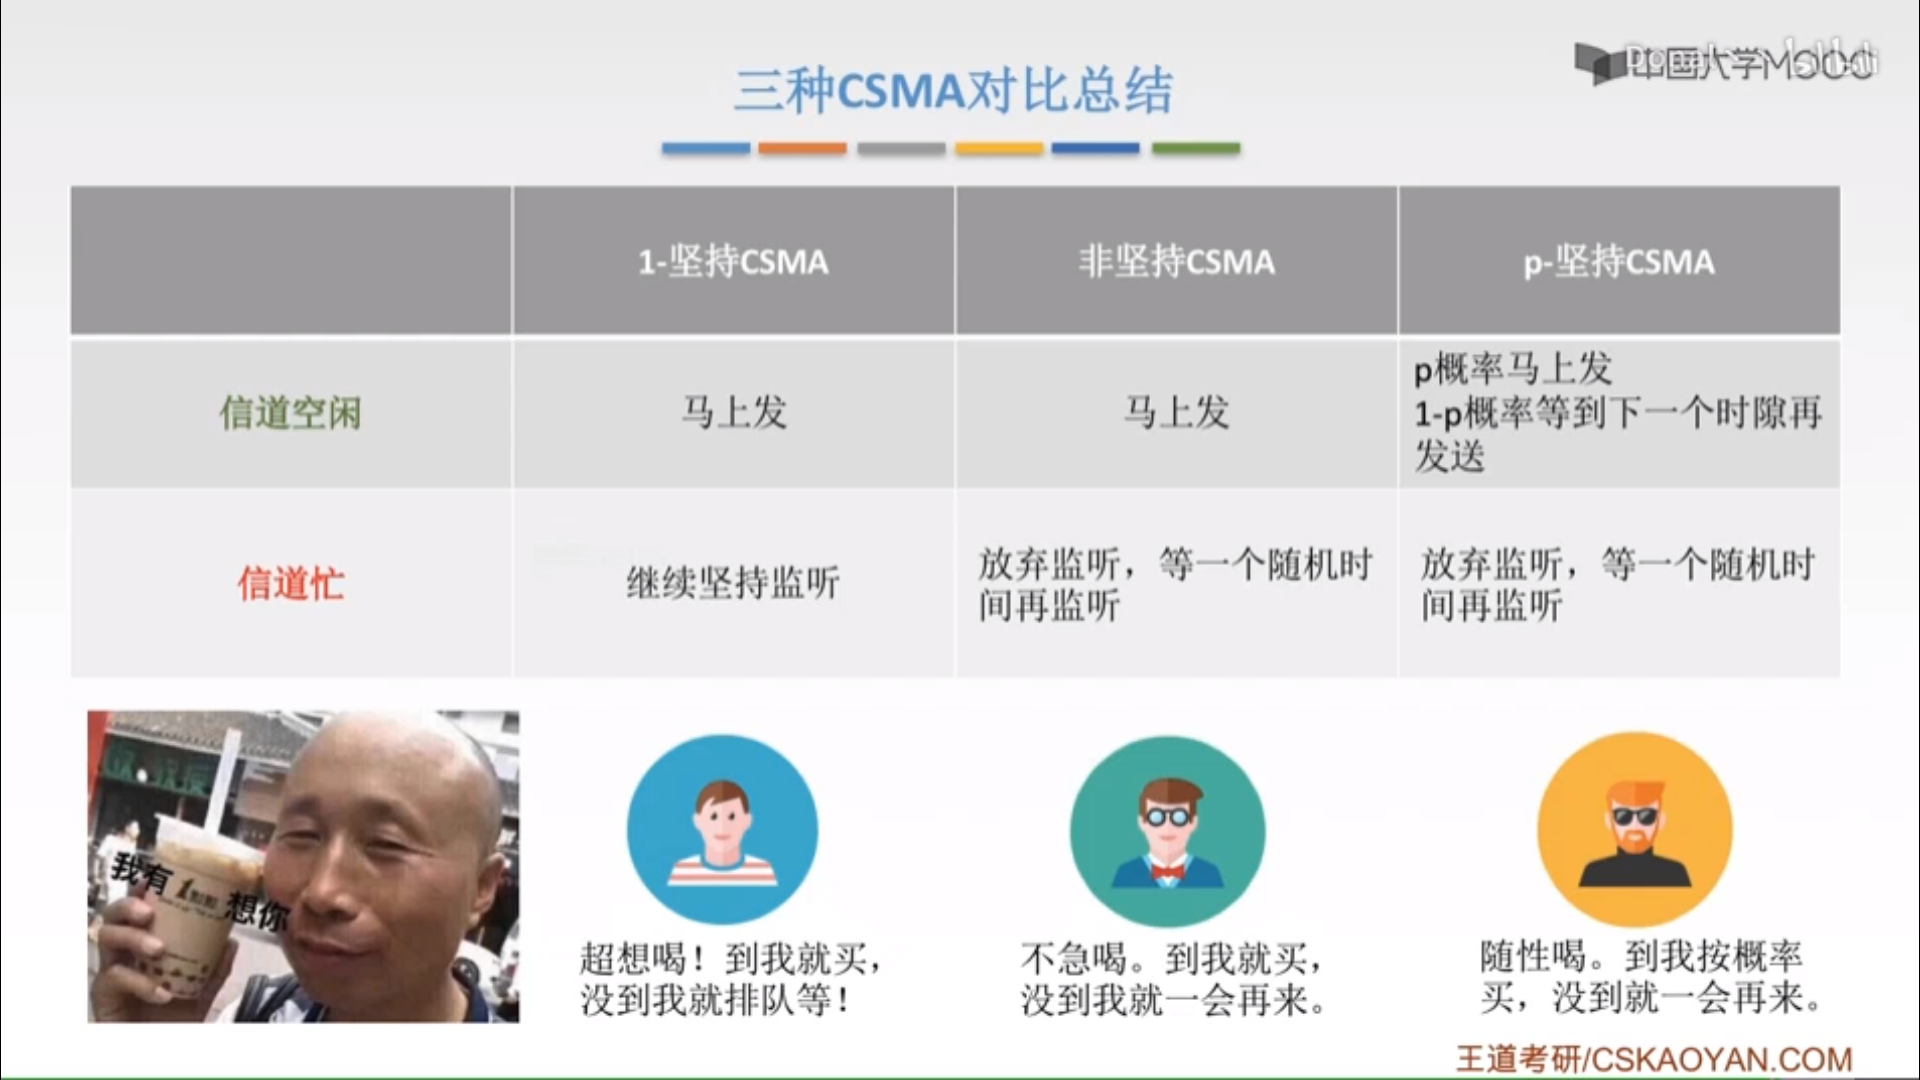 中国大学MOOC
bilibili
三种CSMA对比总结
1-坚持CSMA
非坚持CSMA
p-坚持CSMA
信道空闲
马上发
马上发
p概率马上发
1-p概率等到下一个时隙再
发送
信道忙
继续坚持监听
放弃监听，等一个随机时
间再监听
放弃监听，等一个随机时
间再监听
我有
想你
超想喝！到我就买，
没到我就排队等！
不急喝。到我就买，
没到我就一会再来。
随性喝。到我按概率
买，没到就一会再来。
王道考研/CSKAOYAN.COM